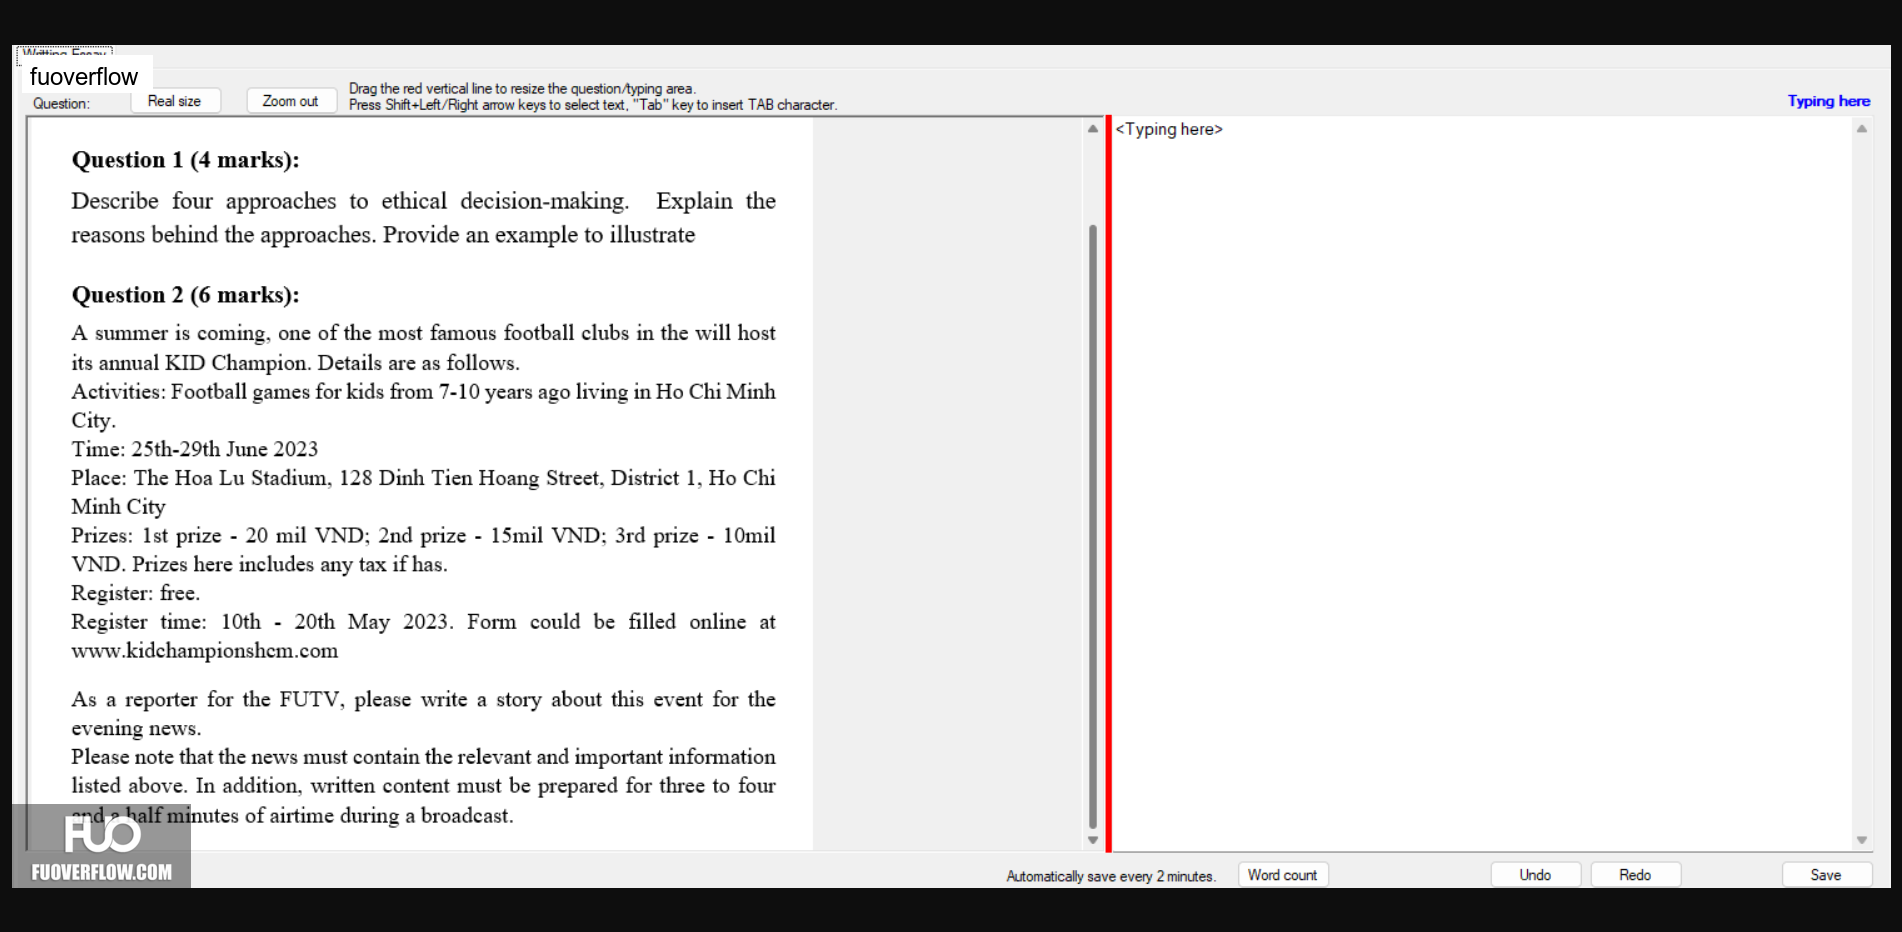 Writting Essay
fuoverflow
Question:
Real size
Zoom out
Drag the red vertical line to resize the question/typing area.
Press Shift+Left/Right arrow keys to select text, "Tab" key to insert TAB character.
Typing here
Question 1 (4 marks):
Describe four approaches to ethical decision-making. Explain the
reasons behind the approaches. Provide an example to illustrate
Question 2 (6 marks):
A summer is coming, one of the most famous football clubs in the will host
its annual KID Champion. Details are as follows.
Activities: Football games for kids from 7-10 years ago living in Ho Chi Minh
City.
Time: 25th-29th June 2023
Place: The Hoa Lu Stadium, 128 Dinh Tien Hoang Street, District 1, Ho Chi
Minh City
Prizes: 1st prize - 20 mil VND; 2nd prize - 15mil VND; 3rd prize - 10mil
VND. Prizes here includes any tax if has.
Register: free.
Register time: 10th - 20th May 2023. Form could be filled online at
www.kidchampionshcm.com
As a reporter for the FUTV, please write a story about this event for the
evening news.
Please note that the news must contain the relevant and important information
listed above. In addition, written content must be prepared for three to four
and a half minutes of airtime during a broadcast.
<Typing here>
FUO
FUOVERFLOW.COM
Automatically save every 2 minutes.
Word count
Undo
Redo
Save